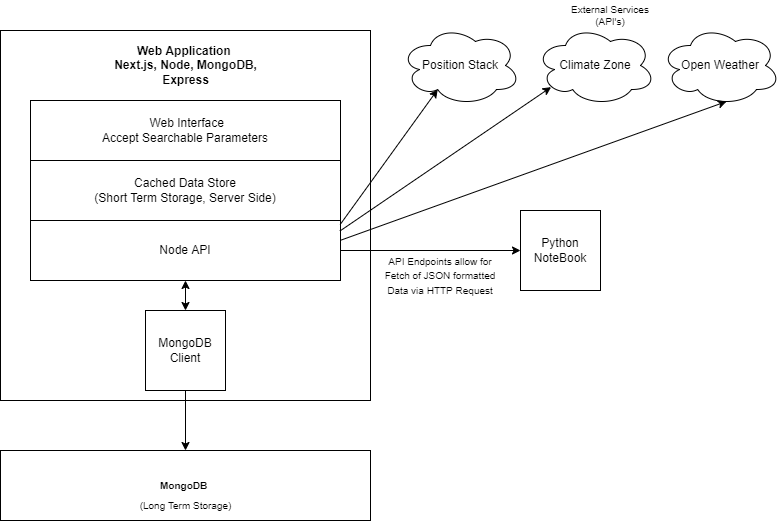 External Services
(API's)
Web Application
Next.js, Node, MongoDB,
Express
Position Stack
Climate Zone
Open Weather
Web Interface
Accept Searchable Parameters
Cached Data Store
(Short Term Storage, Server Side)
Node API
API Endpoints allow for
Fetch of JSON formatted
Data via HTTP Request
Python
NoteBook
MongoDB
Client
MongoDB
(Long Term Storage)